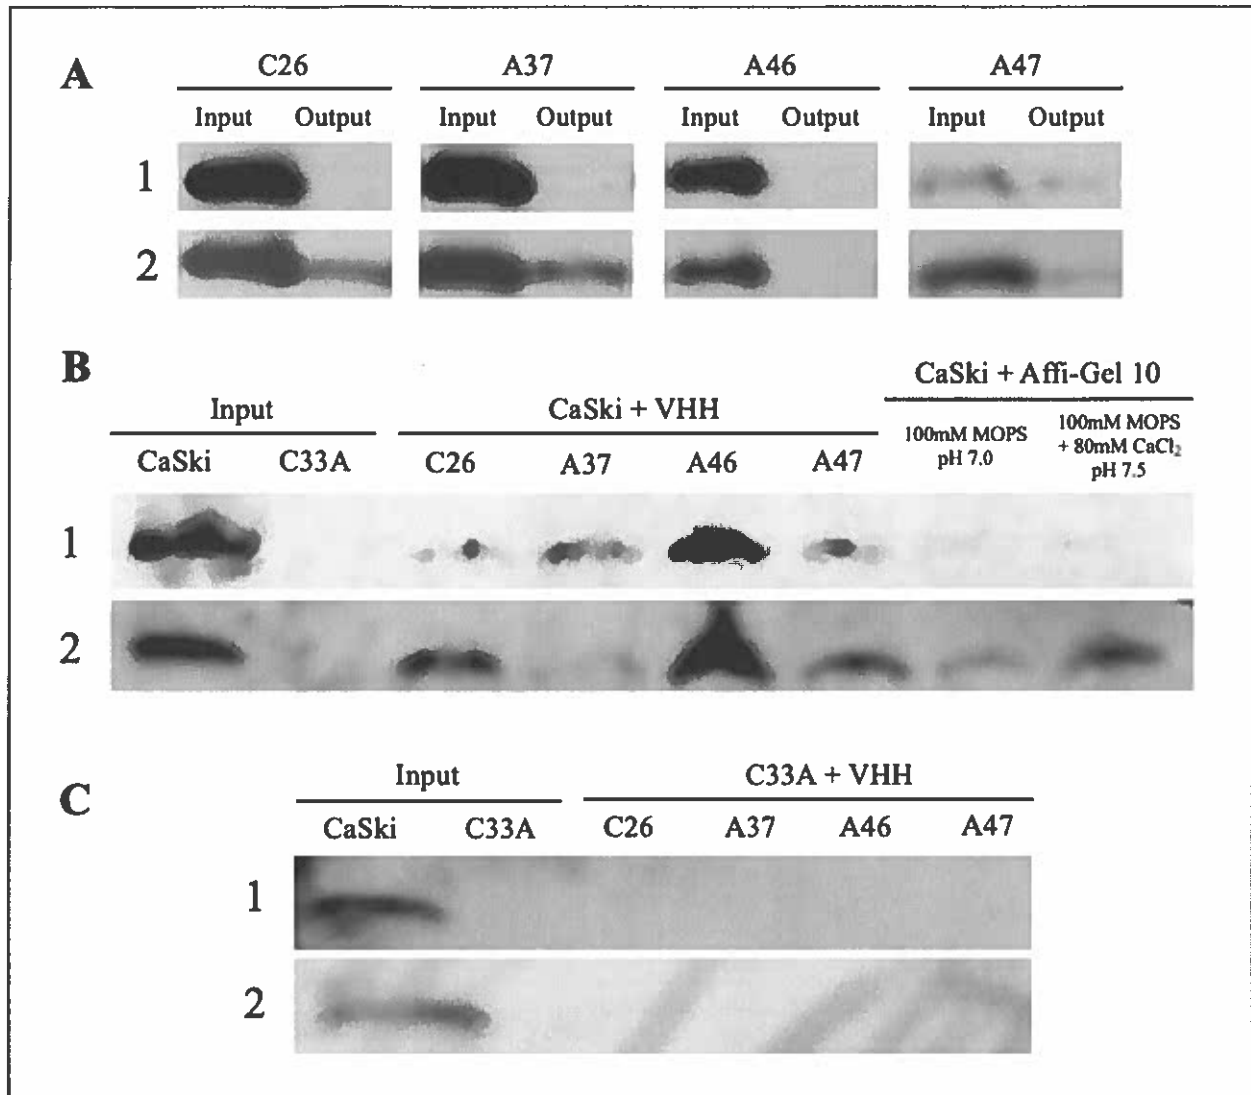 A
C26 A37 A46 A47
Input Output Input Output Input Output Input Output
1
2
B
CaSki + Affi-Gel 10
Input CaSki + VHH
100mM MOPS pH 7.0
100mM MOPS + 80mM CaCl₂ pH 7.5
CaSki C33A C26 A37 A46 A47
1
2
C
Input C33A + VHH
CaSki C33A C26 A37 A46 A47
1
2